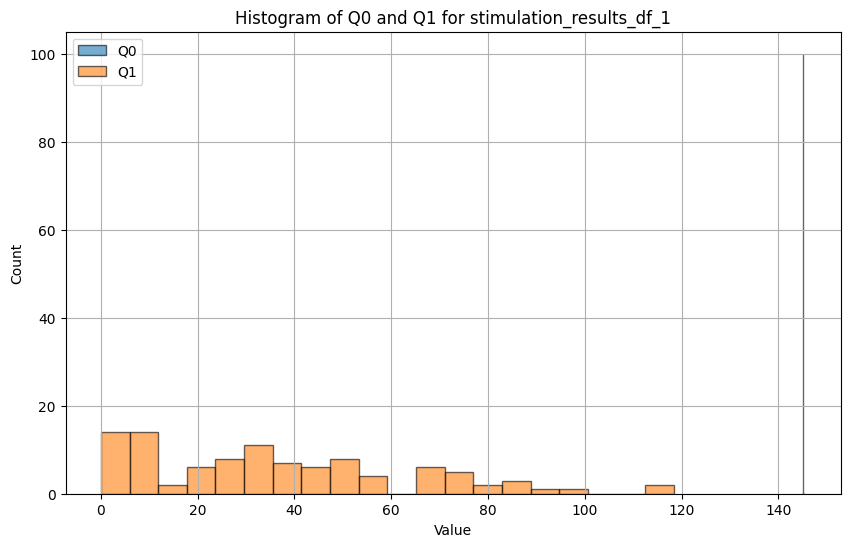 Histogram of Q0 and Q1 for stimulation_results_df_1
Q0
Q1
Count
100
80
60
40
20
0
0 20 40 60 80 100 120 140
Value